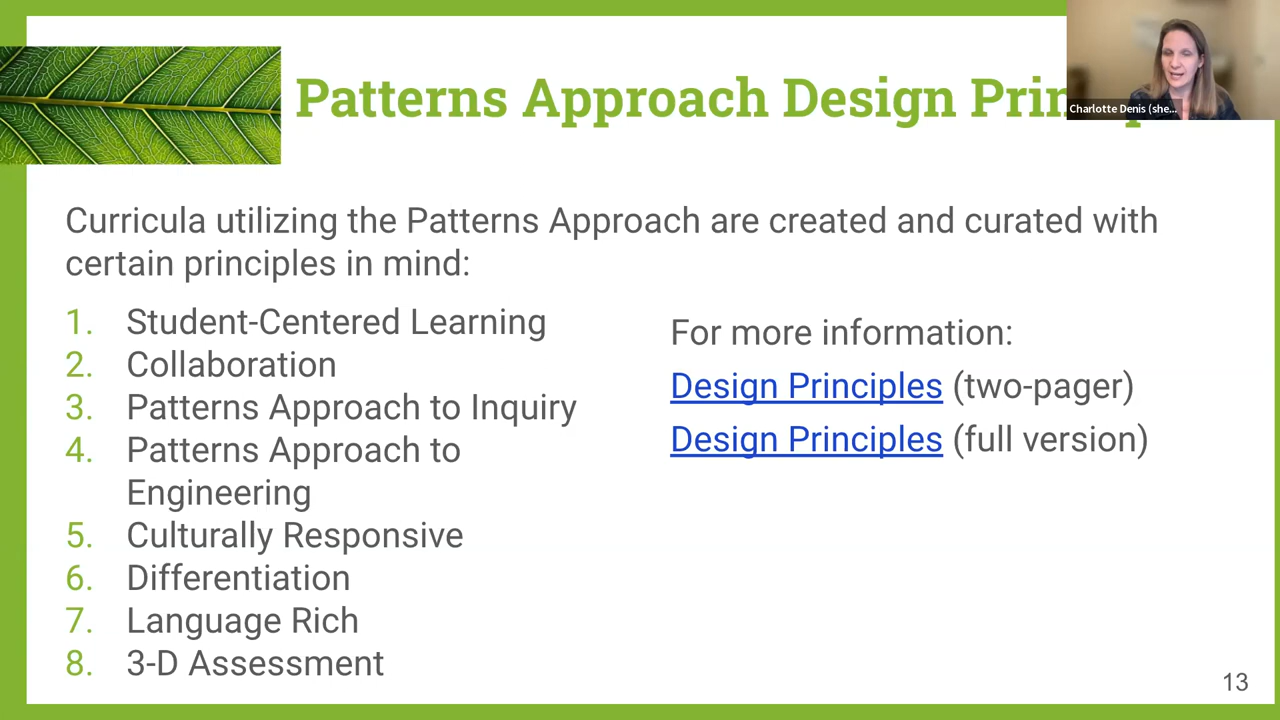 Patterns Approach Design
Charlotte Denis (she...
Curricula utilizing the Patterns Approach are created and curated with
certain principles in mind:
1. Student-Centered Learning
2. Collaboration
3. Patterns Approach to Inquiry
4. Patterns Approach to
Engineering
5. Culturally Responsive
6. Differentiation
7. Language Rich
8. 3-D Assessment
For more information:
Design Principles (two-pager)
Design Principles (full version)
13